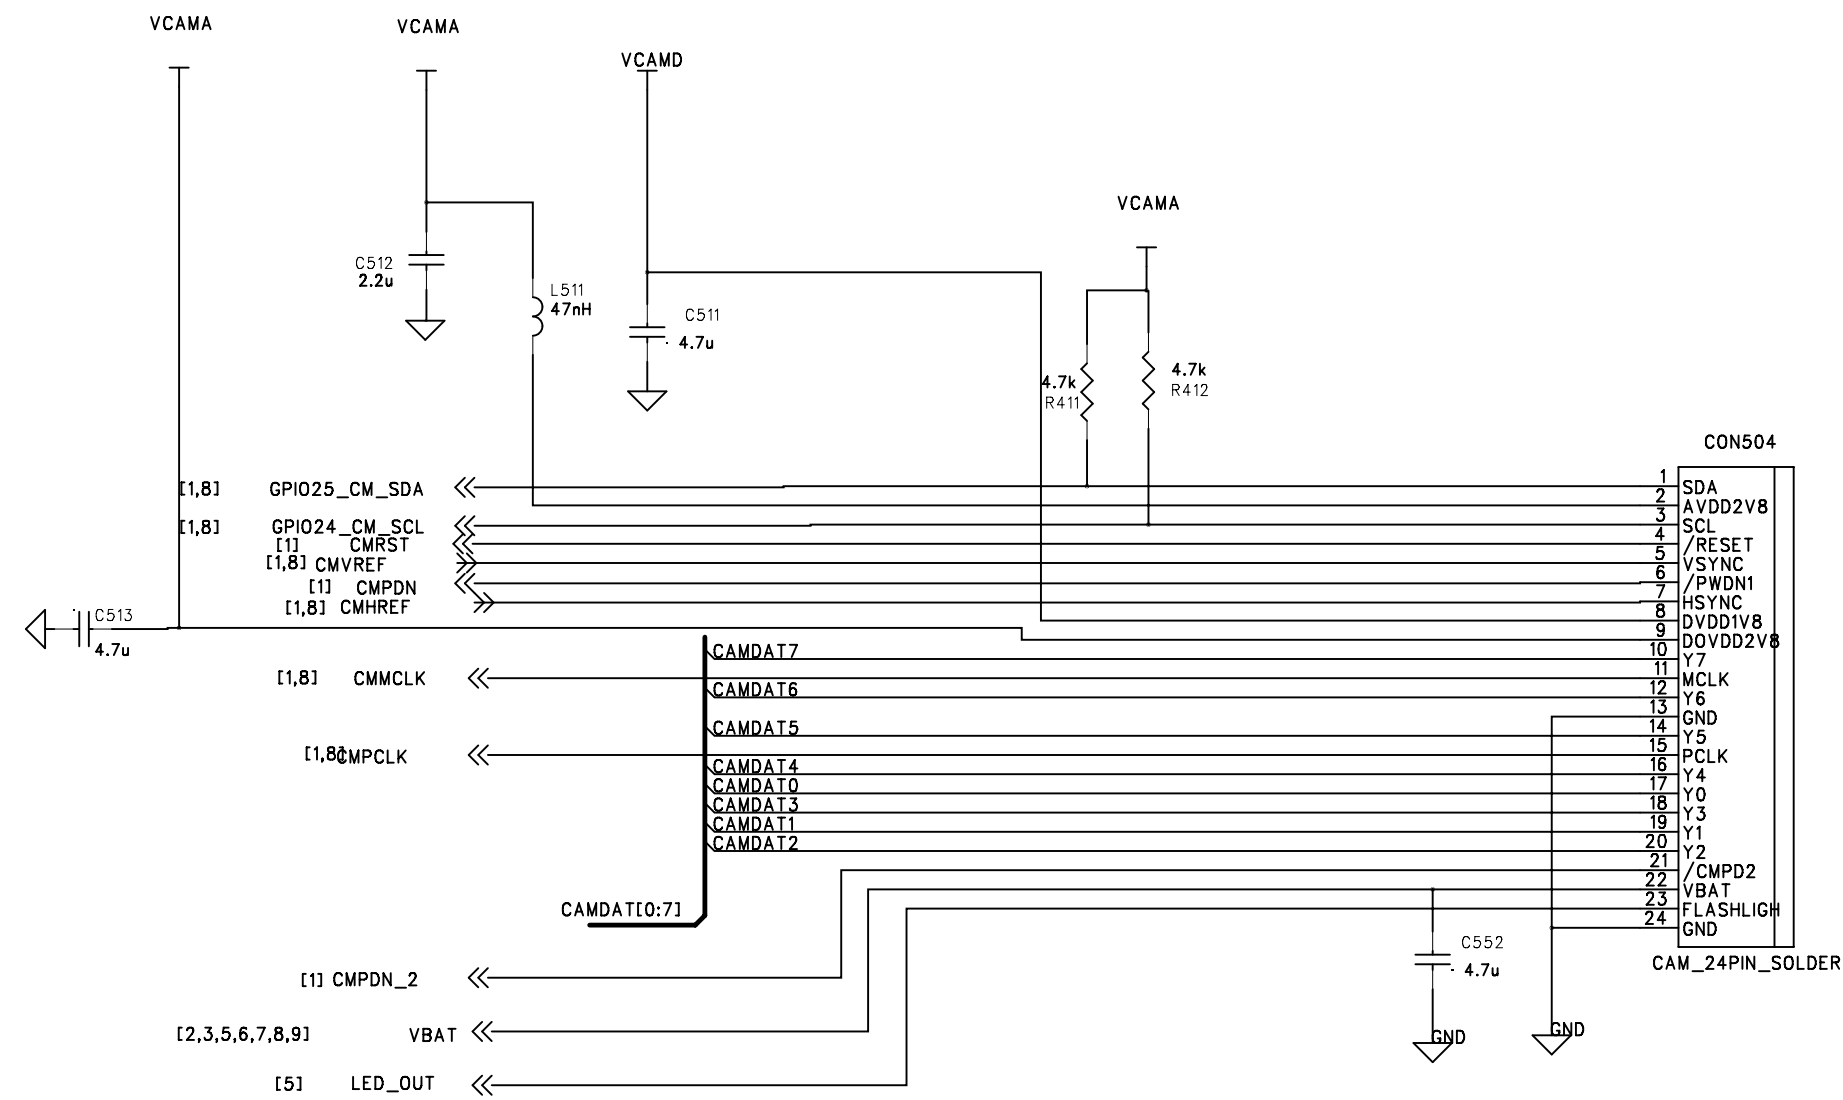 VCAMA
VCAMA
VCAMD
VCAMA
C512
2.2u
L511
47nH
C511
4.7u
4.7k
R411
4.7k
R412
CON504
[1,8] GPIO25_CM_SDA
[1,8] GPIO24_CM_SCL
[1] CMRST
[1,8] CMVREF
[1] CMPDN
[1,8] CMHREF
C513
4.7u
[1,8] CMMCLK
[1,8] CMPCLK
CAMDAT7
CAMDAT6
CAMDAT5
CAMDAT4
CAMDAT0
CAMDAT3
CAMDAT1
CAMDAT2
CAMDAT[0:7]
[1] CMPDN_2
[2,3,5,6,7,8,9] VBAT
[5] LED_OUT
1 SDA
2 AVDD2V8
3 SCL
4 /RESET
5 VSYNC
6 /PWDN1
7 HSYNC
8 DVDD1V8
9 DOVDD2V8
10 Y7
11 MCLK
12 Y6
13 GND
14 Y5
15 PCLK
16 Y4
17 Y0
18 Y3
19 Y1
20 Y2
21 /CMPD2
22 VBAT
23 FLASHLIGH
24 GND
CAM_24PIN_SOLDER
C552
4.7u
GND
GND